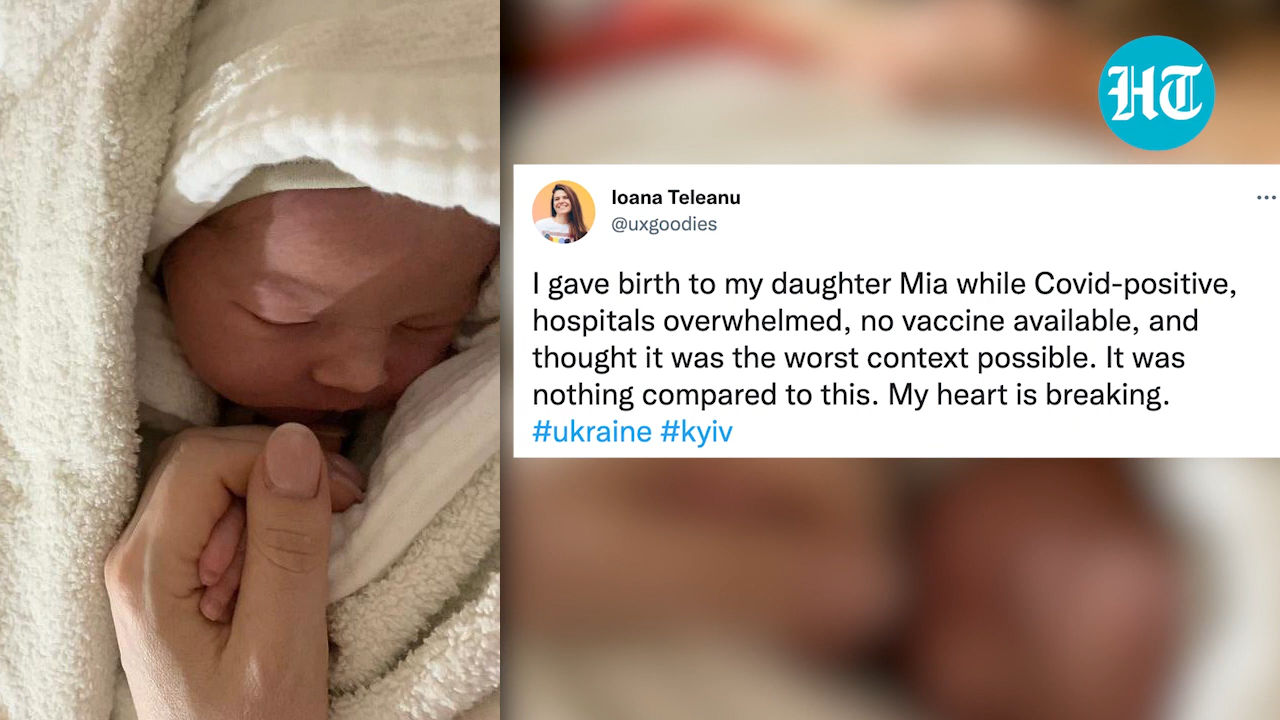 HT
Ioana Teleanu
@uxgoodies
I gave birth to my daughter Mia while Covid-positive,
hospitals overwhelmed, no vaccine available, and
thought it was the worst context possible. It was
nothing compared to this. My heart is breaking.
#ukraine #kyiv